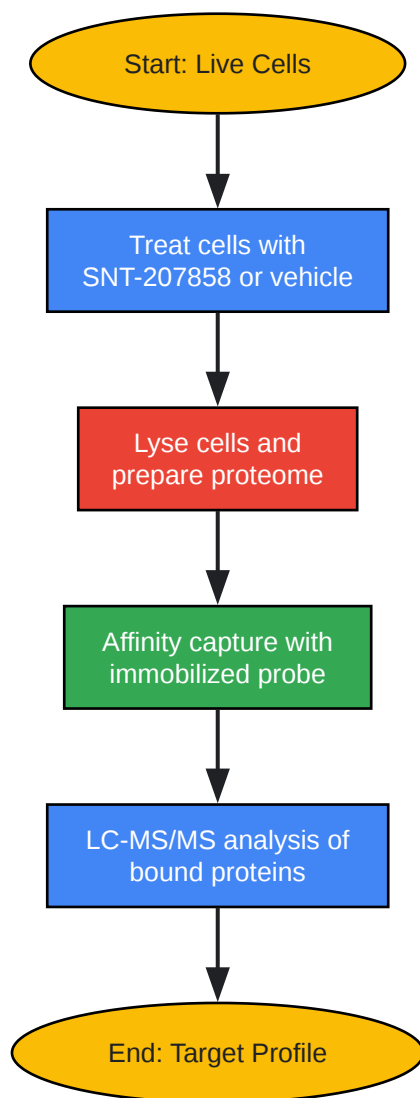 Start: Live Cells
Treat cells with
SNT-207858 or vehicle
Lyse cells and
prepare proteome
Affinity capture with
immobilized probe
LC-MS/MS analysis of
bound proteins
End: Target Profile